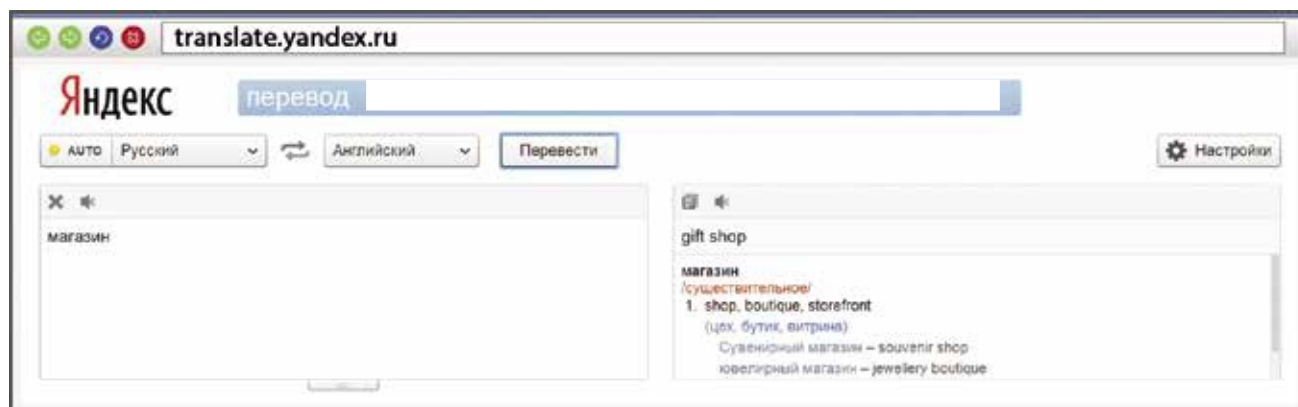 translate.yandex.ru
Яндекс перевод
AUTO Русский Английский Перевести Настройки
магазин
gift shop
магазин
/существительное/
1. shop, boutique, storefront
(цех, бутик, витрина)
Сувенирный магазин – souvenir shop
ювелирный магазин – jewellery boutique